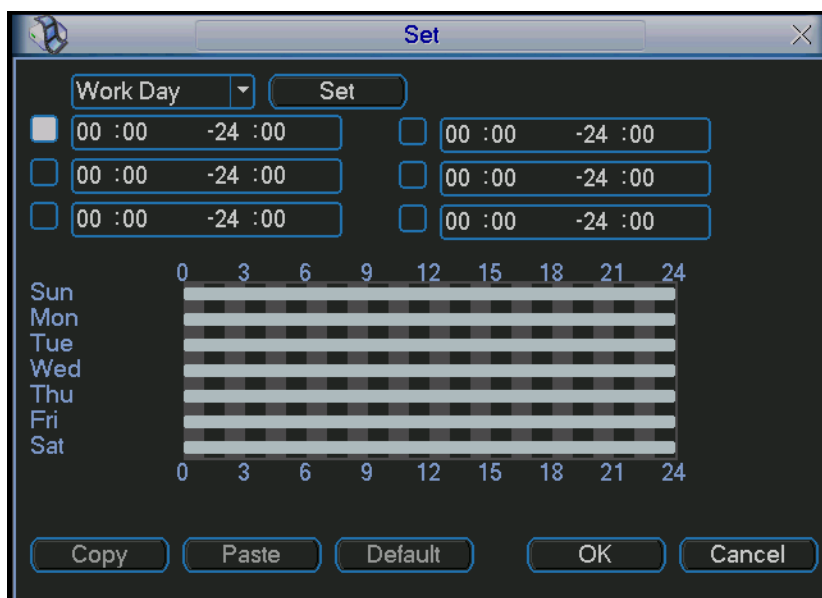 Set
Work Day Set
00 :00 -24 :00 00 :00 -24 :00
00 :00 -24 :00 00 :00 -24 :00
00 :00 -24 :00 00 :00 -24 :00
0 3 6 9 12 15 18 21 24
Sun
Mon
Tue
Wed
Thu
Fri
Sat
0 3 6 9 12 15 18 21 24
Copy Paste Default OK Cancel